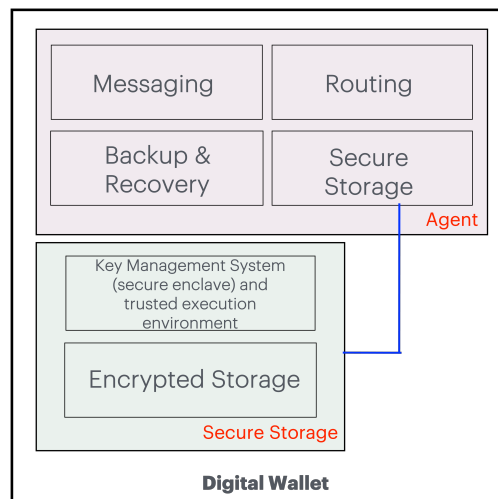 Messaging
Routing
Backup &
Recovery
Secure
Storage
Agent
Key Management System
(secure enclave) and
trusted execution
environment
Encrypted Storage
Secure Storage
Digital Wallet